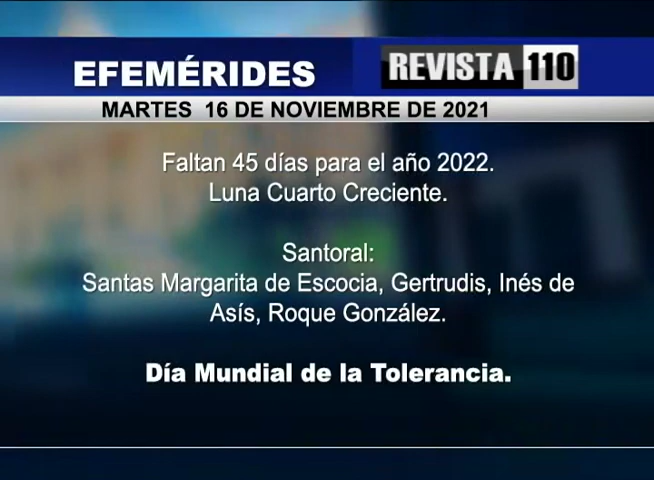 EFEMÉRIDES
REVISTA 110
MARTES 16 DE NOVIEMBRE DE 2021
Faltan 45 días para el año 2022.
Luna Cuarto Creciente.
Santoral:
Santas Margarita de Escocia, Gertrudis, Inés de
Asís, Roque González.
Día Mundial de la Tolerancia.